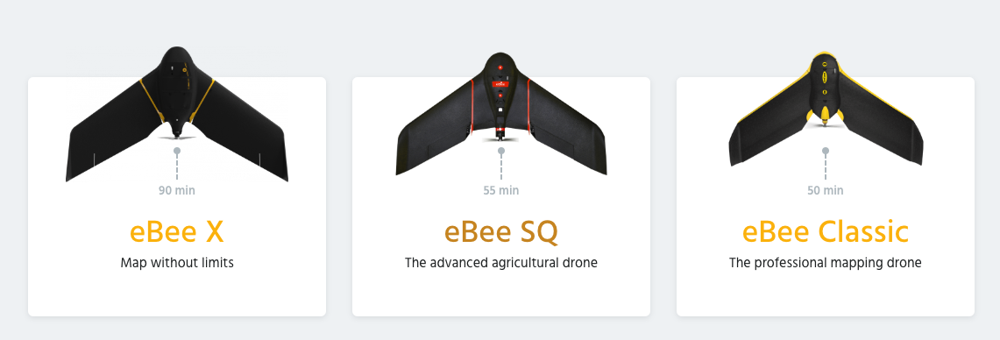 90 min
eBee X
Map without limits
55 min
eBee SQ
The advanced agricultural drone
50 min
eBee Classic
The professional mapping drone